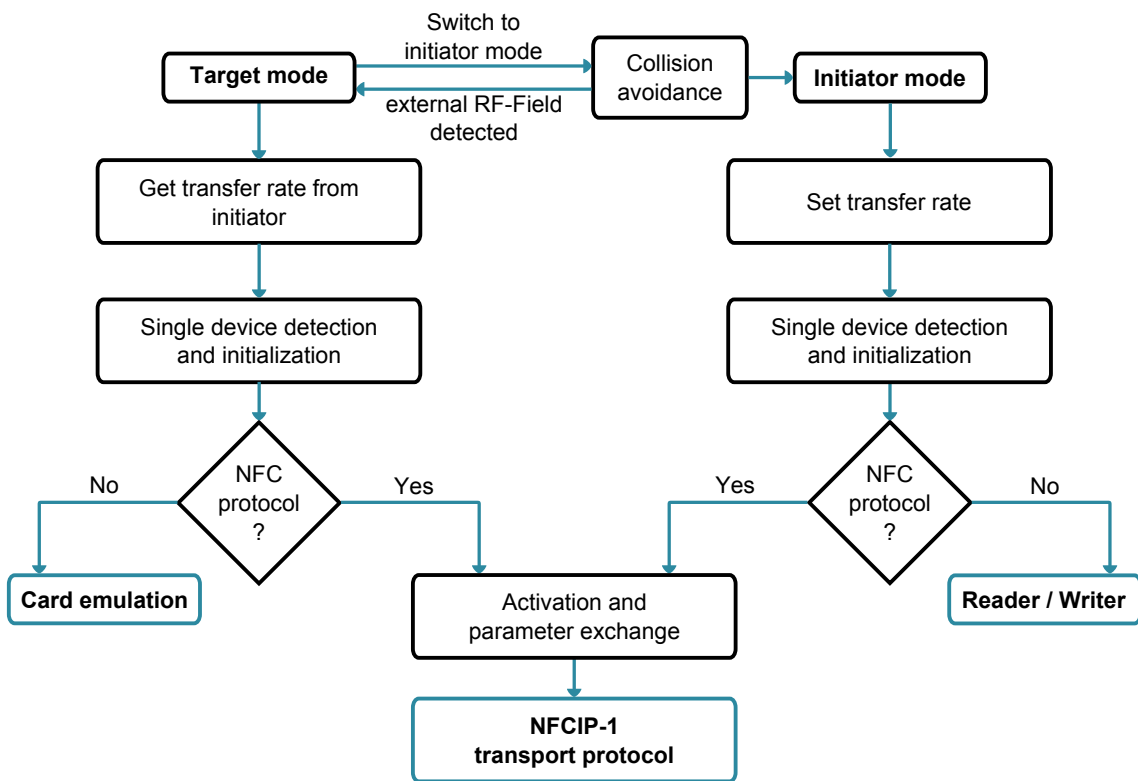 Switch to
initiator mode
Target mode
Collision
avoidance
Initiator mode
external RF-Field
detected
Get transfer rate from
initiator
Set transfer rate
Single device detection
and initialization
Single device detection
and initialization
No
NFC
protocol
?
Yes
Yes
NFC
protocol
?
No
Card emulation
Activation and
parameter exchange
Reader / Writer
NFCIP-1
transport protocol